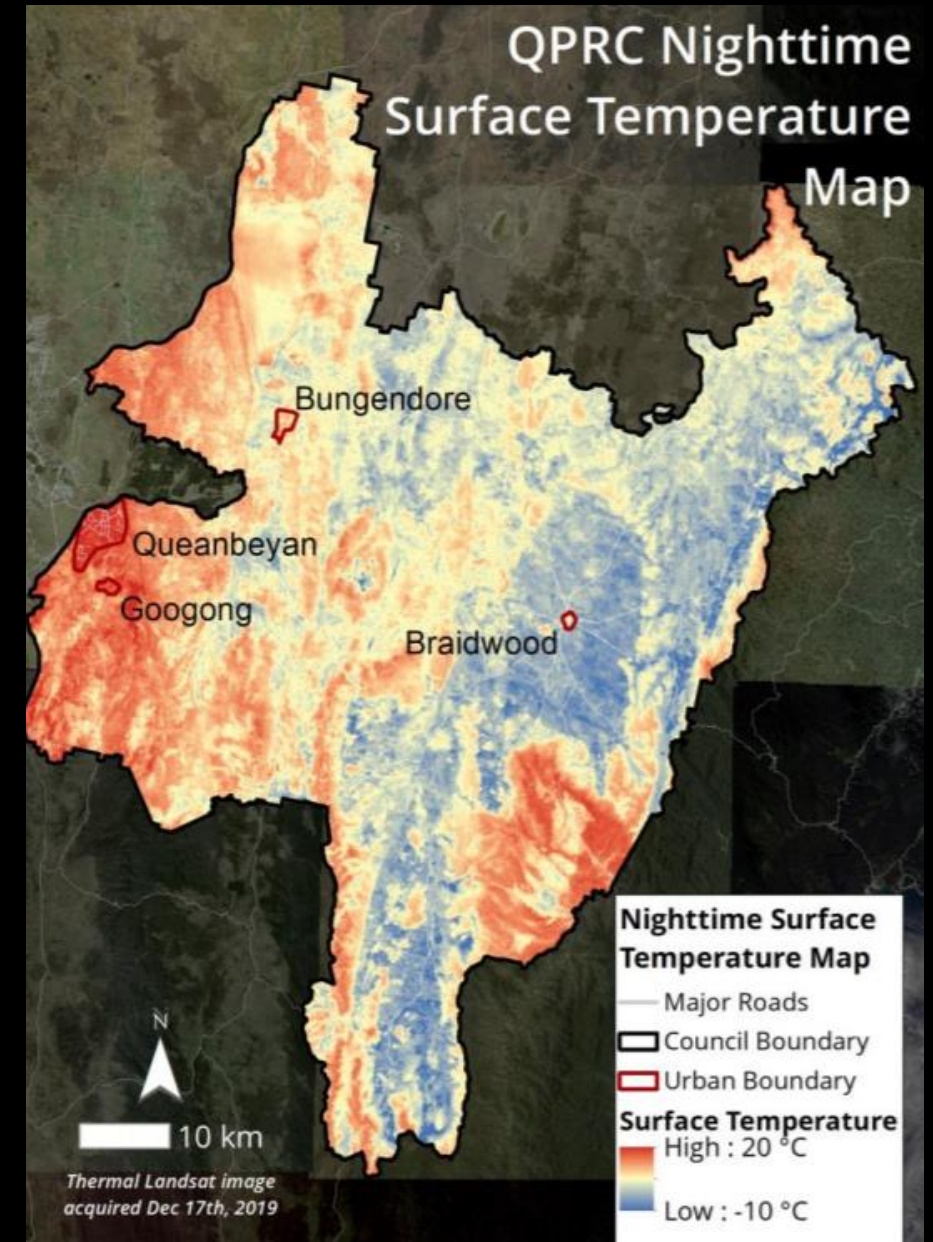 QPRC Nighttime
Surface Temperature
Map
Bungendore
Queanbeyan
Googong
Braidwood
N
10 km
Thermal Landsat image
acquired Dec 17th, 2019
Nighttime Surface
Temperature Map
Major Roads
Council Boundary
Urban Boundary
Surface Temperature
High : 20 °C
Low : -10 °C